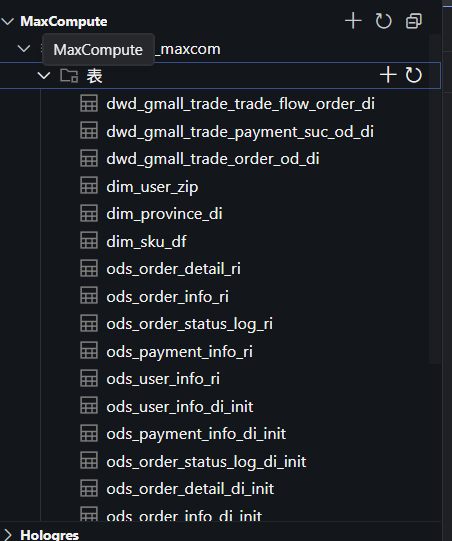 MaxCompute
MaxCompute
_maxcom
表
dwd_gmall_trade_trade_flow_order_di
dwd_gmall_trade_payment_suc_od_di
dwd_gmall_trade_order_od_di
dim_user_zip
dim_province_di
dim_sku_df
ods_order_detail_ri
ods_order_info_ri
ods_order_status_log_ri
ods_payment_info_ri
ods_user_info_ri
ods_user_info_di_init
ods_payment_info_di_init
ods_order_status_log_di_init
ods_order_detail_di_init
ods_order_info_di_init
Hologres